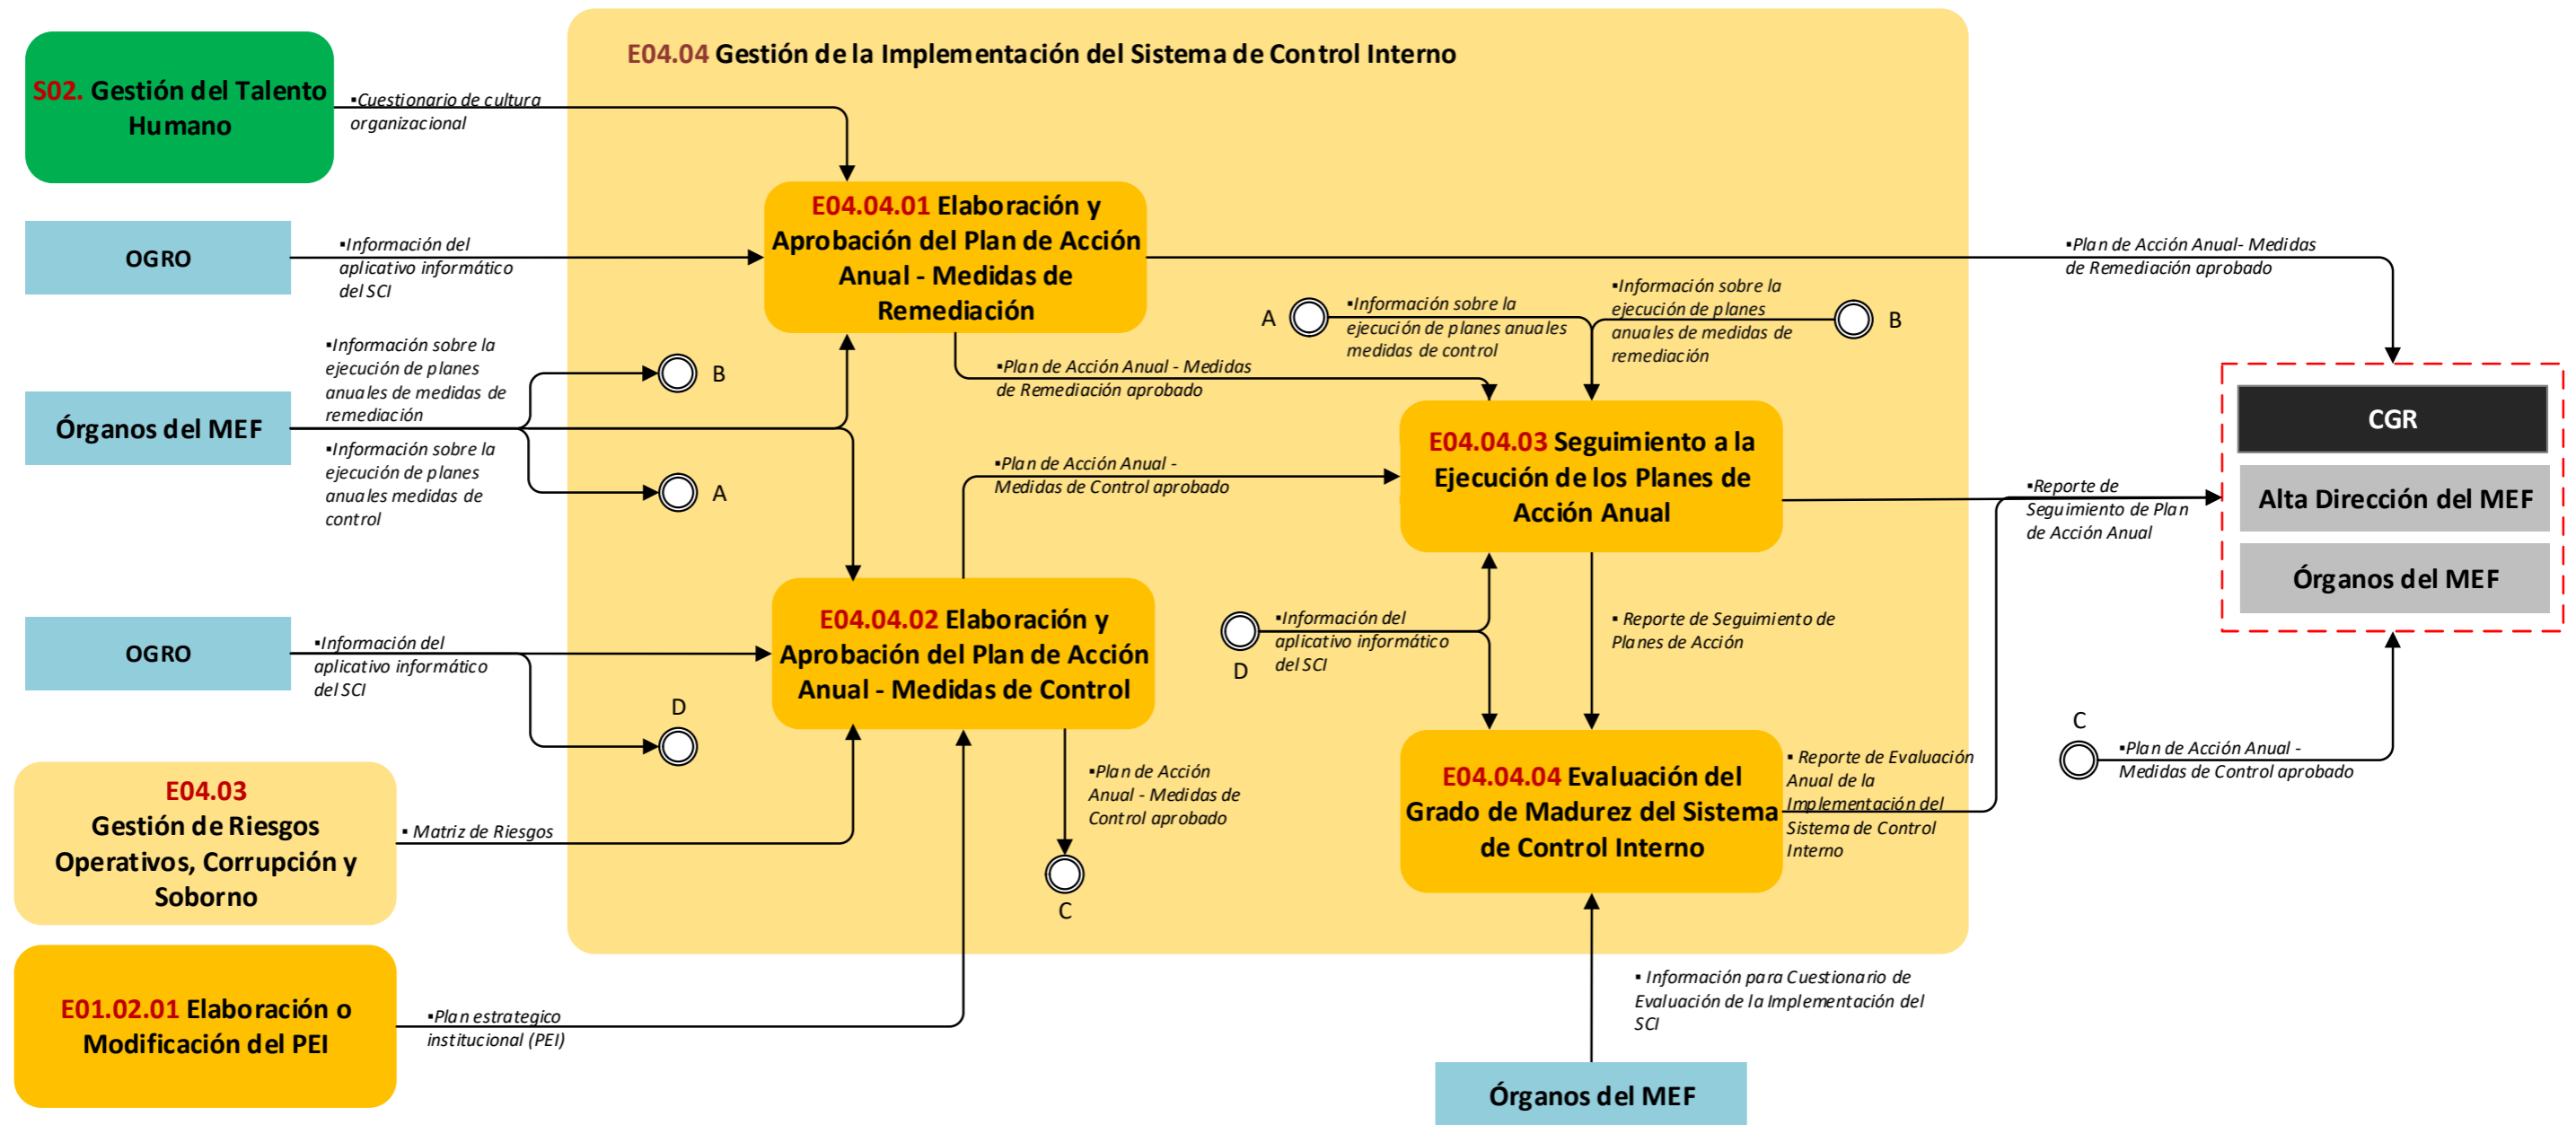 E04.04 Gestión de la Implementación del Sistema de Control Interno
S02. Gestión del Talento
Humano
▪Cuestionario de cultura
organizacional
OGRO
▪Información del
aplicativo informático
del SCI
Órganos del MEF
▪Información sobre la
ejecución de planes
anuales de medidas de
remediación
▪Información sobre la
ejecución de planes
anuales medidas de
control
B
A
OGRO
▪Información del
aplicativo informático
del SCI
D
E04.03
Gestión de Riesgos
Operativos, Corrupción y
Soborno
▪ Matriz de Riesgos
E01.02.01 Elaboración o
Modificación del PEI
▪Plan estrategico
institucional (PEI)
E04.04.01 Elaboración y
Aprobación del Plan de Acción
Anual - Medidas de
Remediación
▪Plan de Acción Anual - Medidas
de Remediación aprobado
E04.04.02 Elaboración y
Aprobación del Plan de Acción
Anual - Medidas de Control
▪Plan de Acción Anual -
Medidas de Control aprobado
▪Plan de Acción
Anual - Medidas de
Control aprobado
C
A
▪Información sobre la
ejecución de planes anuales
medidas de control
▪Información sobre la
ejecución de planes
anuales de medidas de
remediación
B
E04.04.03 Seguimiento a la
Ejecución de los Planes de
Acción Anual
D
▪Información del
aplicativo informático
del SCI
▪ Reporte de Seguimiento de
Planes de Acción
E04.04.04 Evaluación del
Grado de Madurez del Sistema
de Control Interno
▪ Reporte de Evaluación
Anual de la
Implementación del
Sistema de Control
Interno
▪ Información para Cuestionario de
Evaluación de la Implementación del
SCI
Órganos del MEF
▪Plan de Acción Anual- Medidas
de Remediación aprobado
▪Reporte de
Seguimiento de Plan
de Acción Anual
CGR
Alta Dirección del MEF
Órganos del MEF
C
▪Plan de Acción Anual -
Medidas de Control aprobado